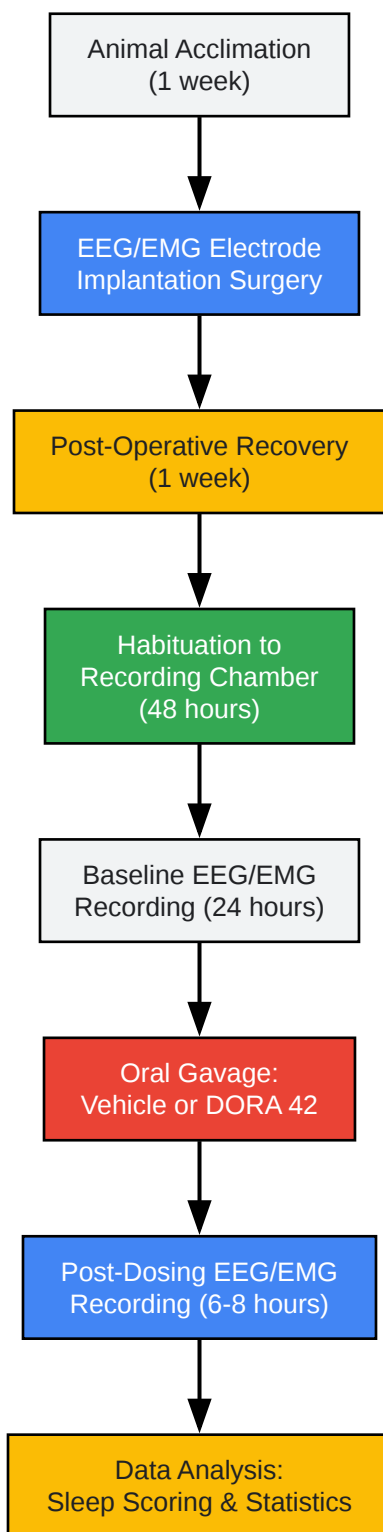 Animal Acclimation
(1 week)
EEG/EMG Electrode
Implantation Surgery
Post-Operative Recovery
(1 week)
Habituation to
Recording Chamber
(48 hours)
Baseline EEG/EMG
Recording (24 hours)
Oral Gavage:
Vehicle or DORA 42
Post-Dosing EEG/EMG
Recording (6-8 hours)
Data Analysis:
Sleep Scoring & Statistics